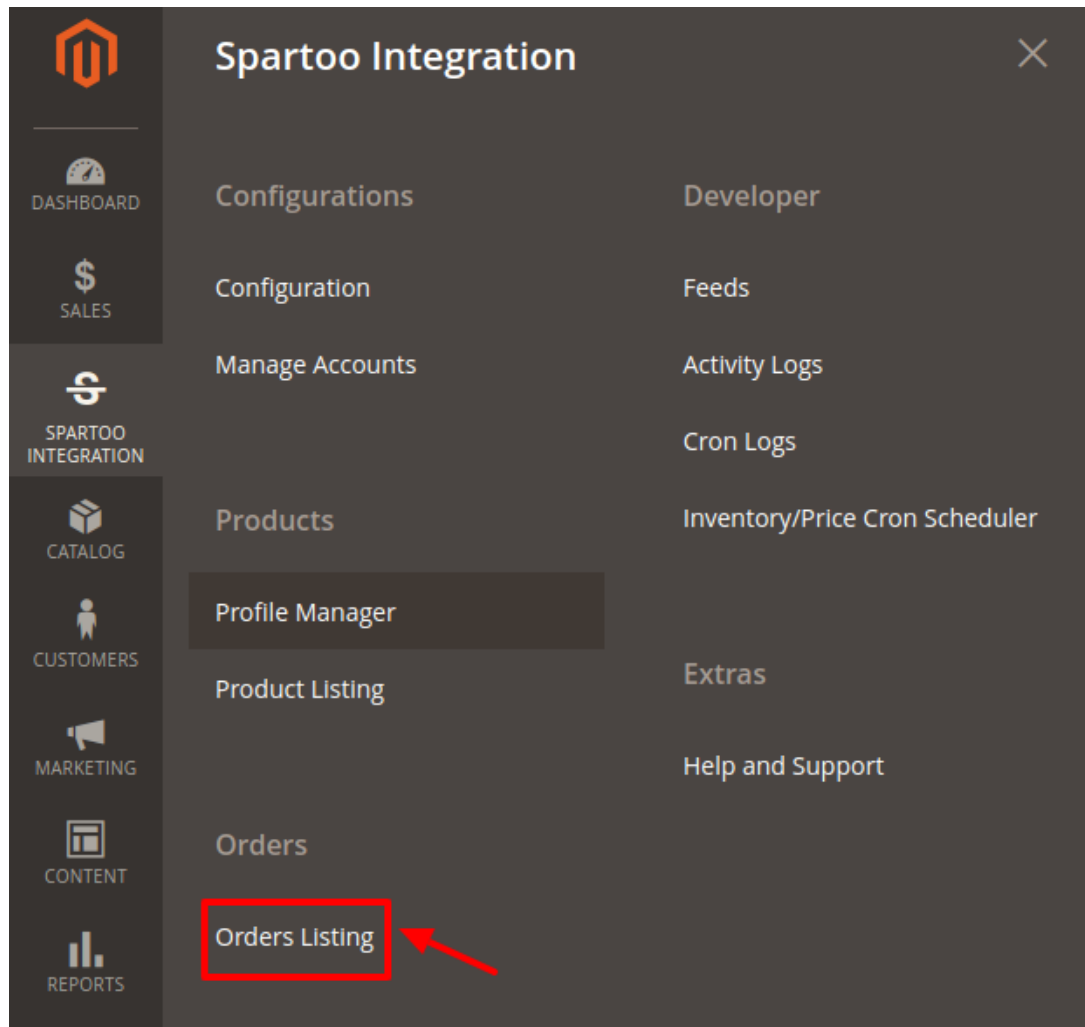 DASHBOARD
$
SALES
SPARTOO
INTEGRATION
CATALOG
CUSTOMERS
MARKETING
CONTENT
REPORTS
Spartoo Integration
Configurations
Configuration
Manage Accounts
Products
Profile Manager
Product Listing
Orders
Orders Listing
Developer
Feeds
Activity Logs
Cron Logs
Inventory/Price Cron Scheduler
Extras
Help and Support